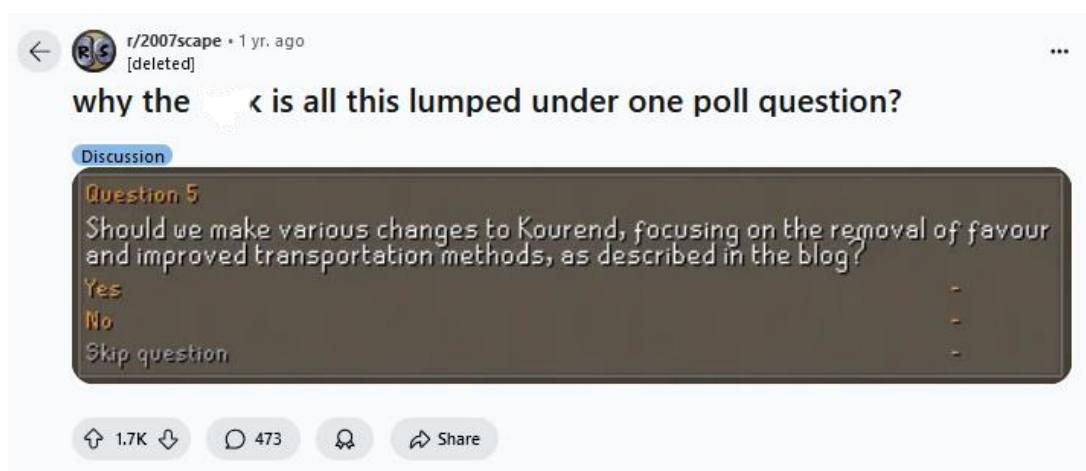 r/2007scape • 1 yr. ago
[deleted]
why the k is all this lumped under one poll question?
Discussion
Question 5
Should we make various changes to Kourend, focusing on the removal of favour
and improved transportation methods, as described in the blog?
Yes -
No -
Skip question -
1.7K 473 Share